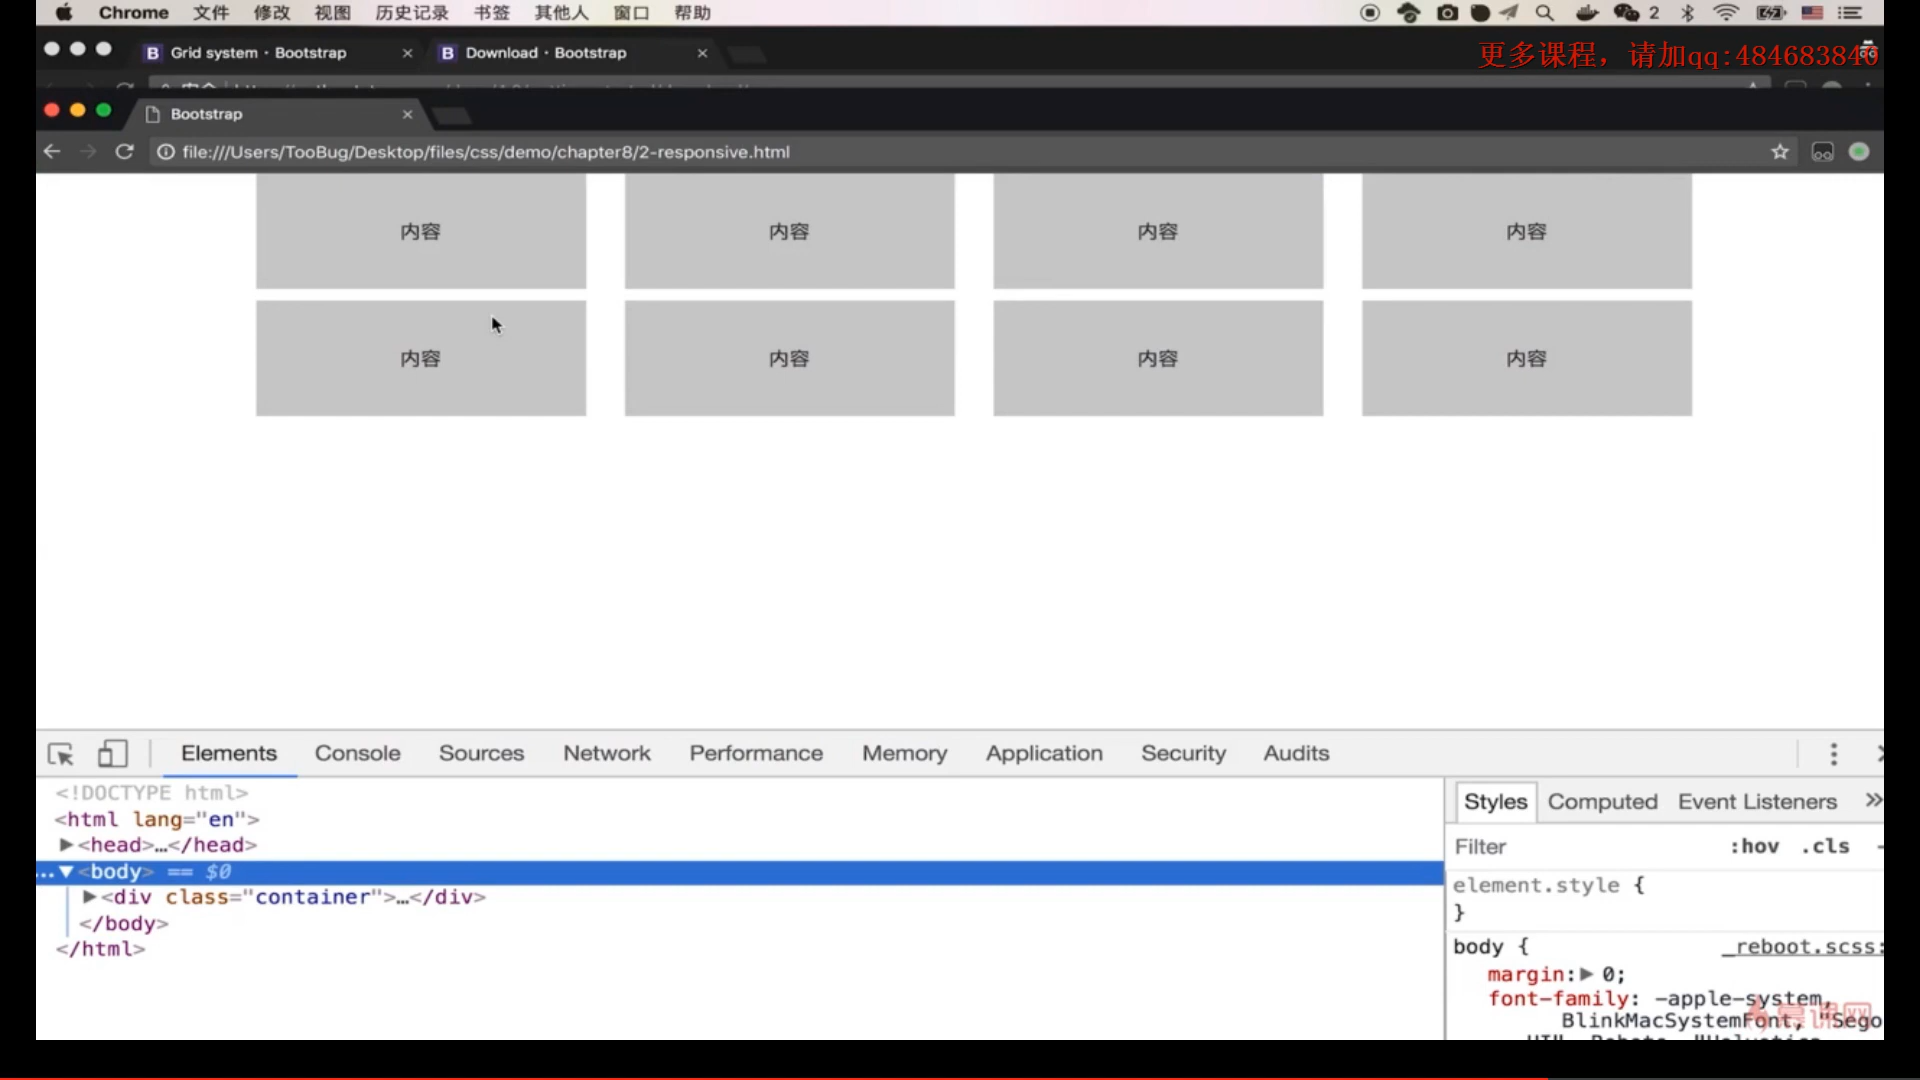 Chrome 文件 修改 视图 历史记录 书签 其他人 窗口 帮助 2
Grid system · Bootstrap × Download · Bootstrap ×
更多课程，请加qq:484683840
Bootstrap ×
file:///Users/TooBug/Desktop/files/css/demo/chapter8/2-responsive.html
内容 内容 内容 内容
内容 内容 内容 内容
Elements Console Sources Network Performance Memory Application Security Audits
<!DOCTYPE html>
<html lang="en">
▶<head>…</head>
…▼<body> == $0
▶<div class="container">…</div>
</body>
</html>
Styles Computed Event Listeners »
Filter :hov .cls
element.style {
}
body { _reboot.scss:
margin:▶ 0;
font-family: -apple-system,
BlinkMacSystemFont, "Sego
慕课网